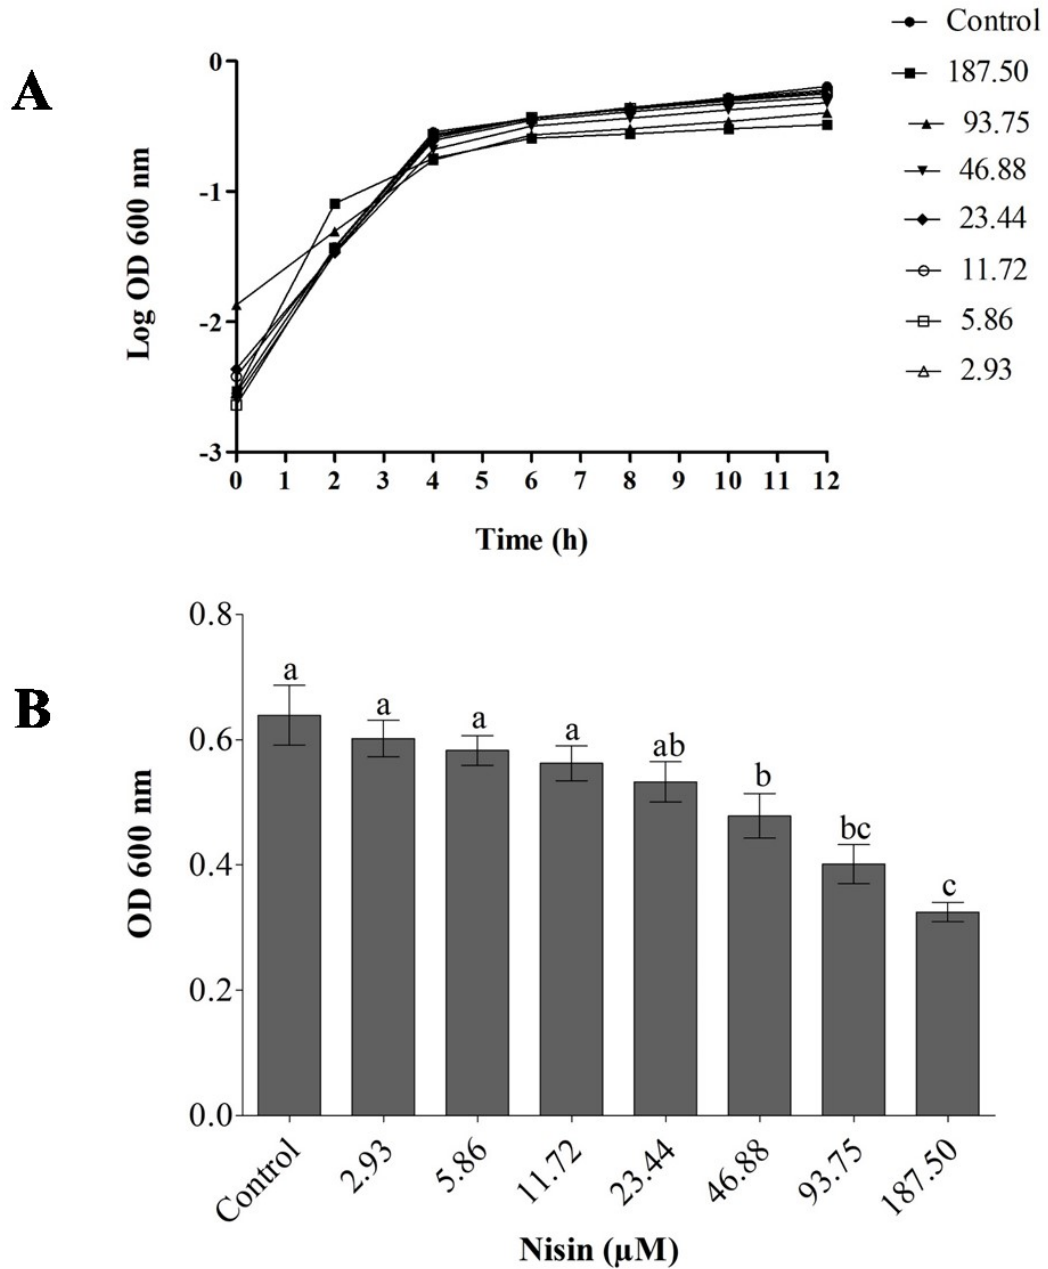 A
Log OD 600 nm
0
-1
-2
-3
0 1 2 3 4 5 6 7 8 9 10 11 12
Time (h)
Control
187.50
93.75
46.88
23.44
11.72
5.86
2.93
B
OD 600 nm
0.8
0.6
0.4
0.2
0.0
a a a a ab b bc c
Control 2.93 5.86 11.72 23.44 46.88 93.75 187.50
Nisin (μM)